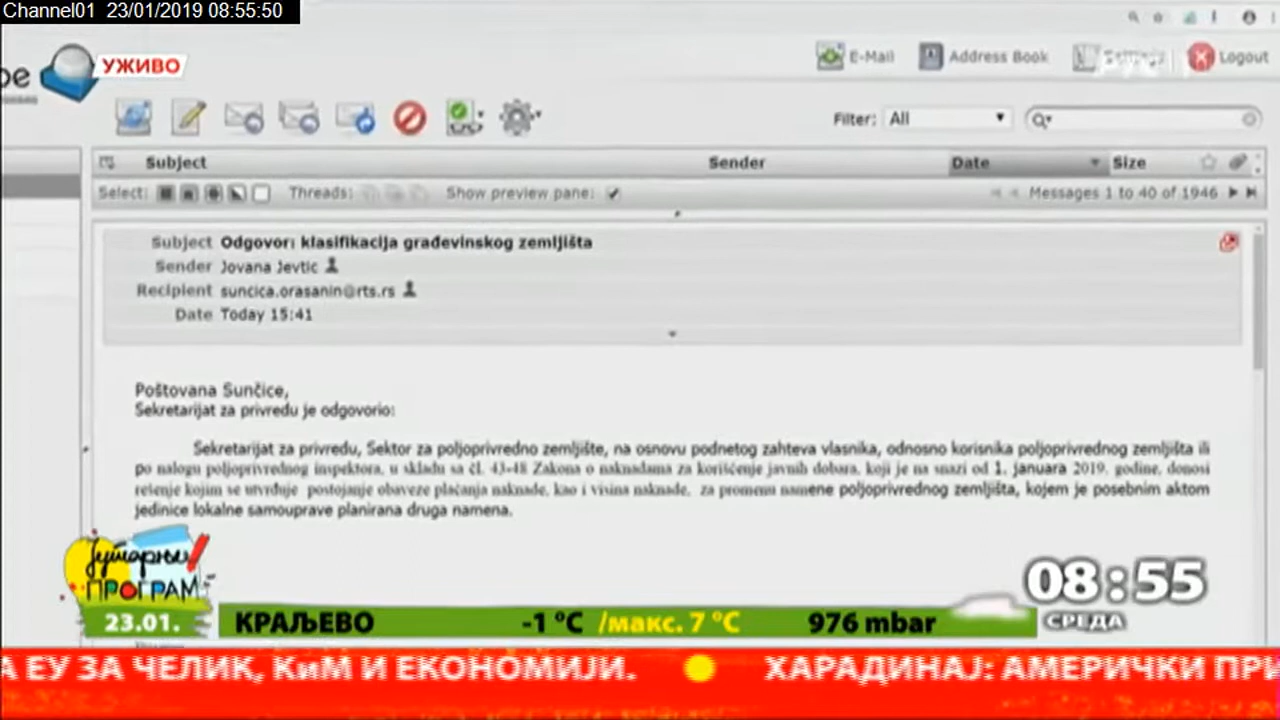 Channel01 23/01/2019 08:55:50
УЖИВО
E-Mail Address Book Settings Logout
Filter: All
Subject Sender Date Size
Select: Threads: Show preview pane: Messages 1 to 40 of 1946
Subject Odgovor: klasifikacija građevinskog zemljišta
Sender Jovana Jevtic
Recipient suncica.orasanin@rts.rs
Date Today 15:41
Poštovana Sunčice,
Sekretarijat za privredu je odgovorio:
Sekretarijat za privredu, Sektor za poljoprivredno zemljište, na osnovu podnetog zahteva vlasnika, odnosno korisnika poljoprivrednog zemljišta ili
po nalogu poljoprivrednog inspektora, u skladu sa čl. 43-48 Zakona o naknadama za korišćenje javnih dobara, koji je na snazi od 1. januara 2019. godine, donosi
rešenje kojim se utvrđuje postojanje obaveze plaćanja naknade, kao i visina naknade, za promenu namene poljoprivrednog zemljišta, kojem je posebnim aktom
jedinice lokalne samouprave planirana druga namena.
Јутарњи
ПРОГРАМ
08:55
23.01. КРАЉЕВО -1 °C /макс. 7 °C 976 mbar СРЕДА
А ЕУ ЗА ЧЕЛИК, КиМ И ЕКОНОМИЈИ. ХАРАДИНАЈ: АМЕРИЧКИ ПРИ